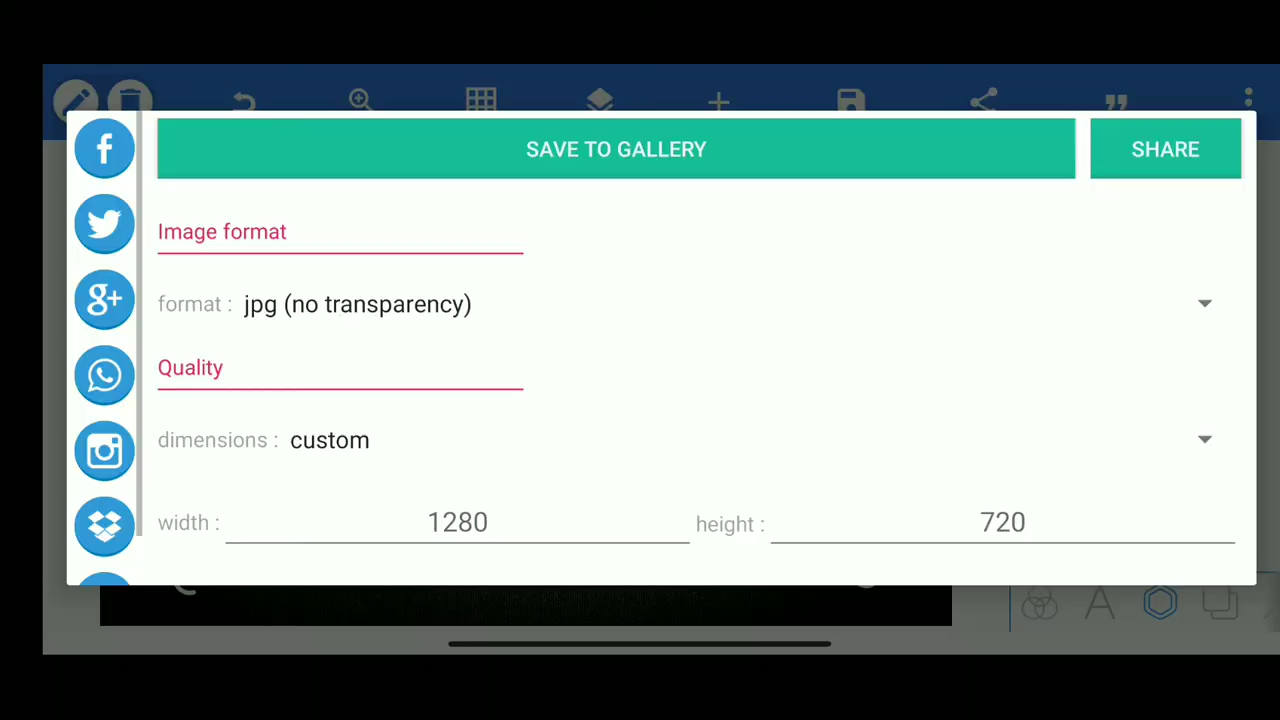 SAVE TO GALLERY
SHARE
Image format
format : jpg (no transparency)
Quality
dimensions : custom
width : 1280 height : 720